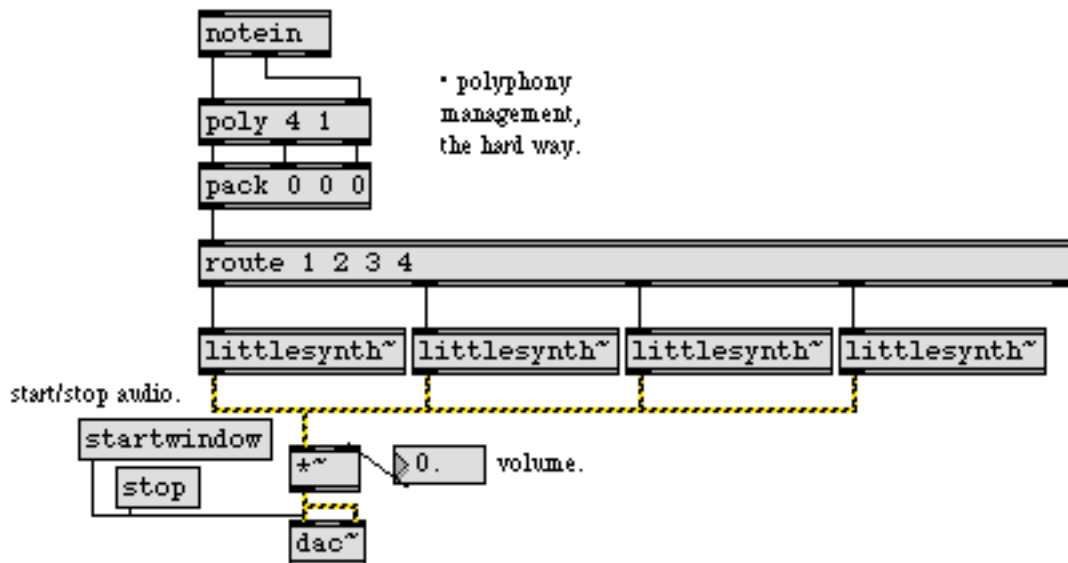 notein
• polyphony
management,
the hard way.
poly 4 1
pack 0 0 0
route 1 2 3 4
littlesynth~ littlesynth~ littlesynth~ littlesynth~
start/stop audio.
startwindow
*~ 0. volume.
stop
dac~